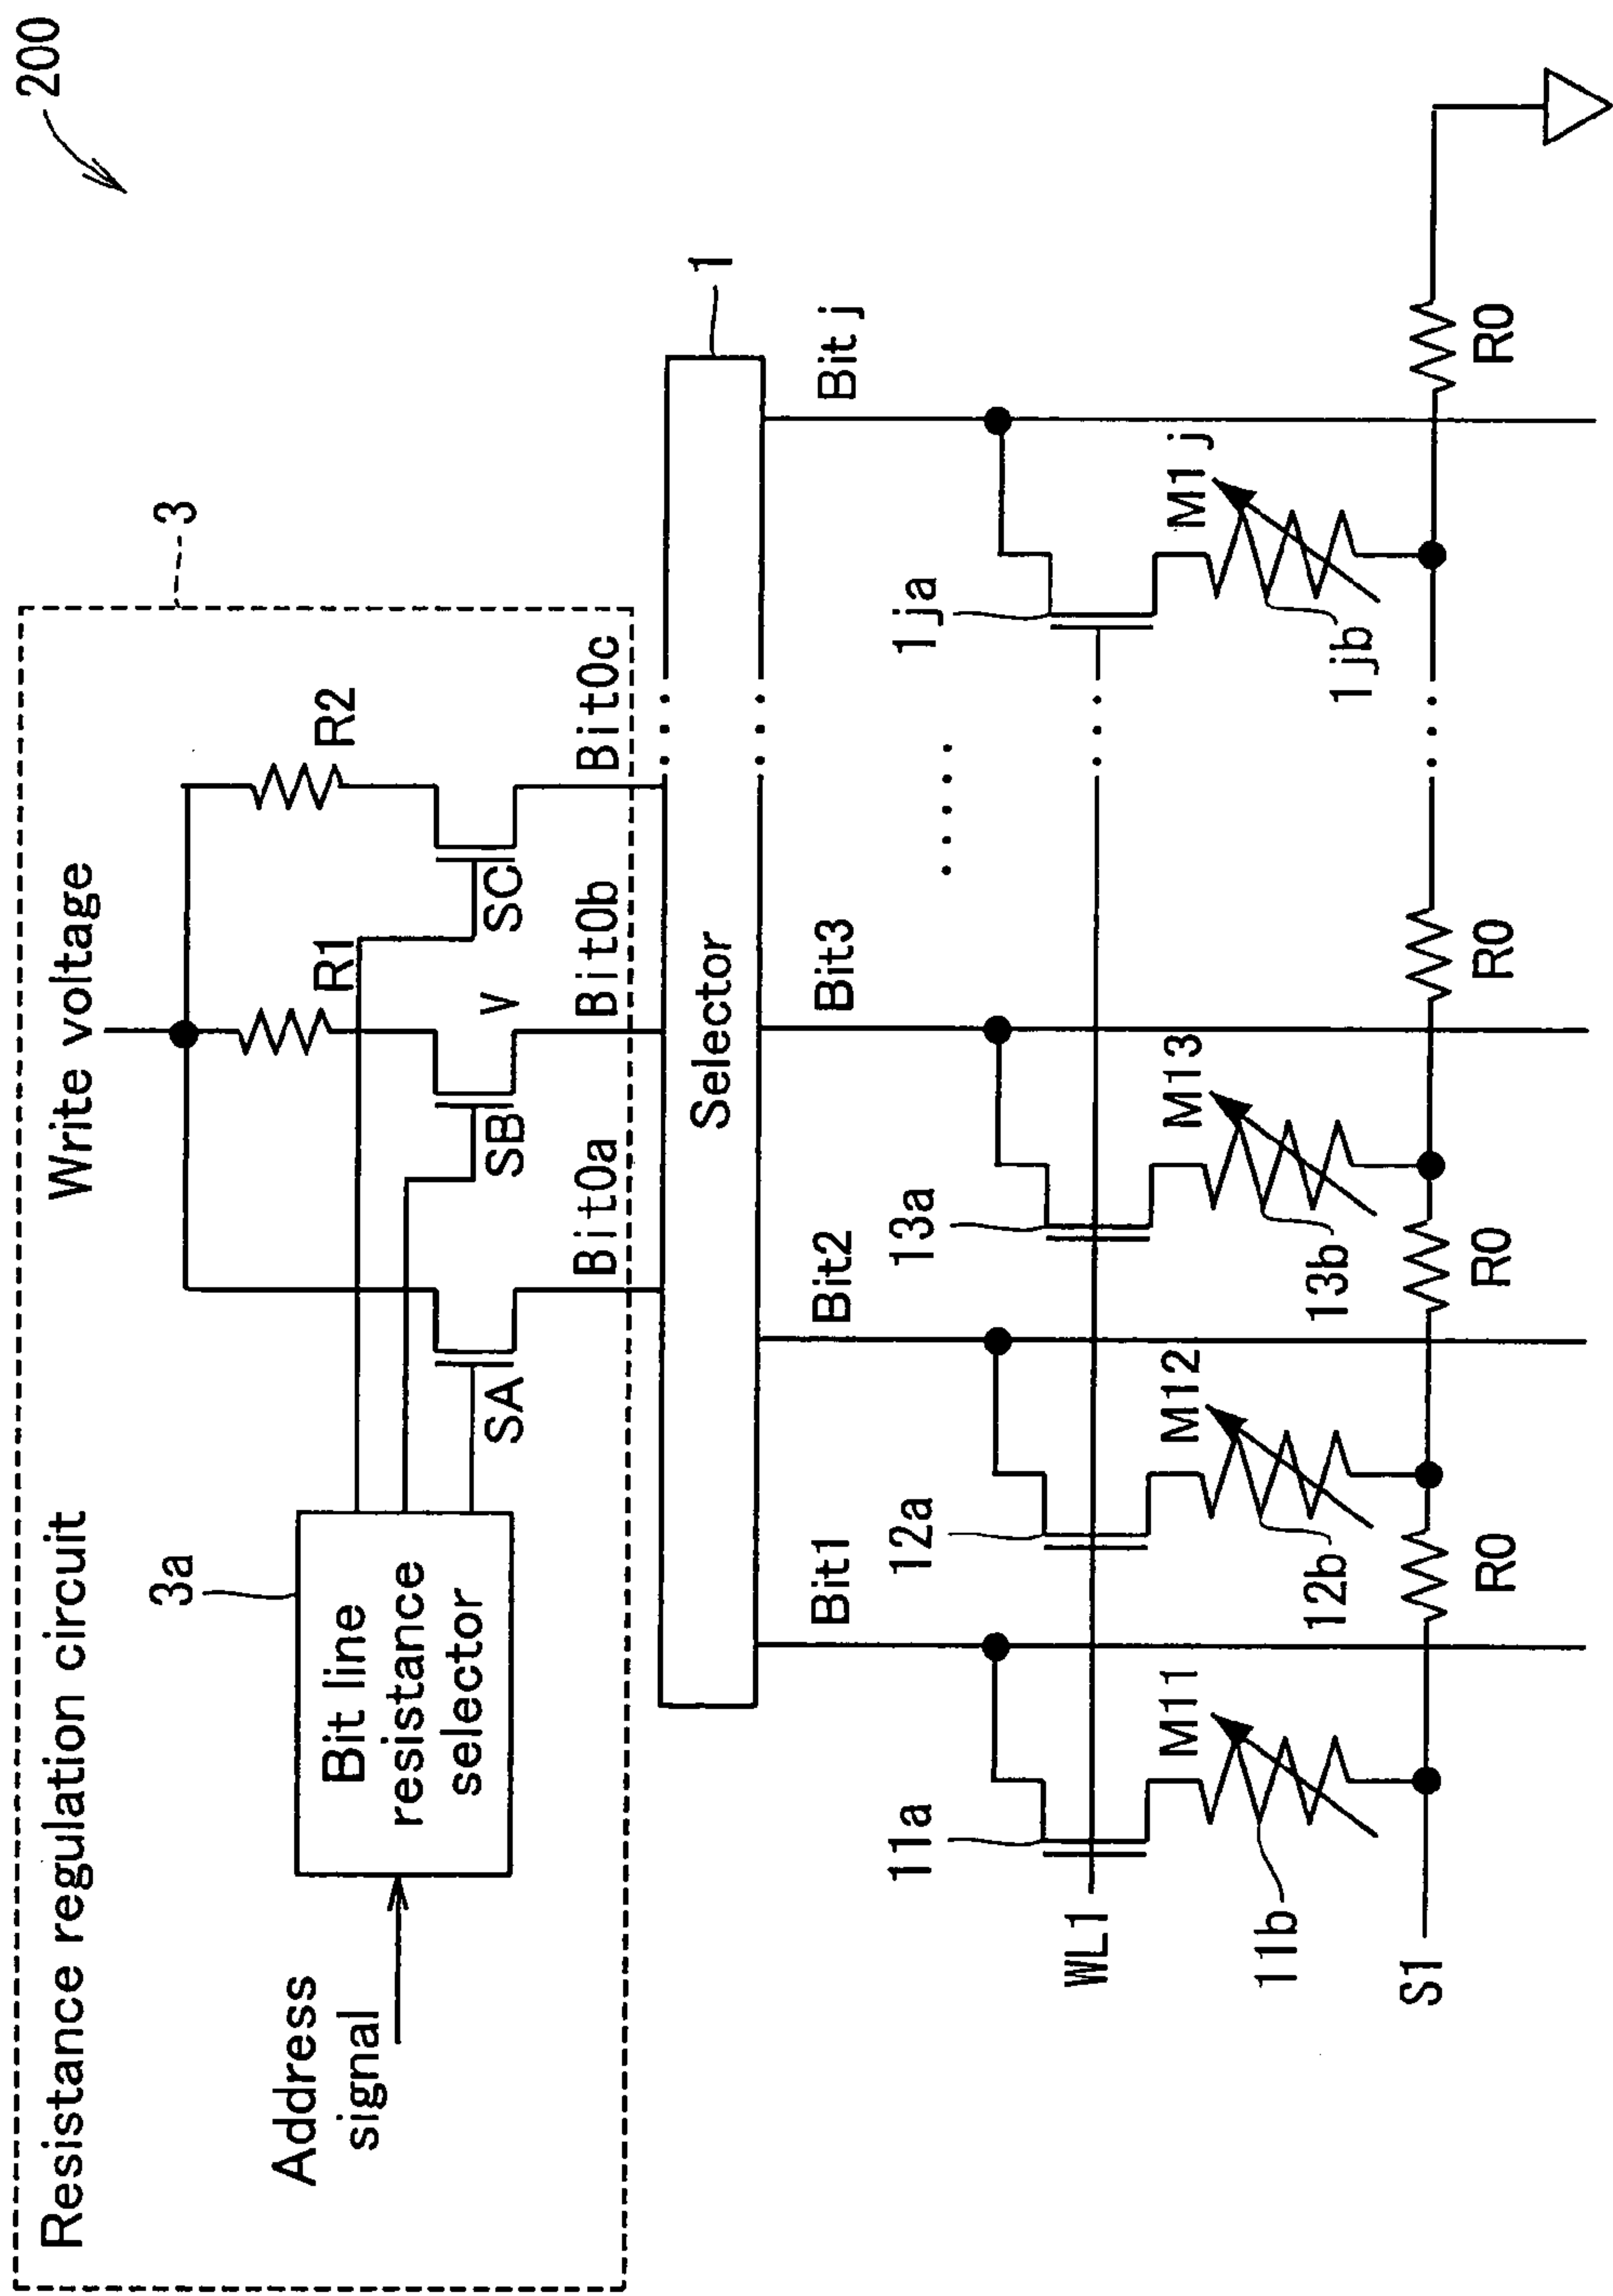 200
Resistance regulation circuit
Write voltage
3
3a
R1
R2
Address
signal
Bit line
resistance
selector
SA
SB
V
SC
Bit0a
Bit0b
Bit0c
Selector
1
Bit1
Bit2
Bit3
Bit j
11a
12a
13a
1ja
WL1
M11
M12
M13
M1 j
11b
12b
13b
1jb
S1
R0
R0
R0
R0